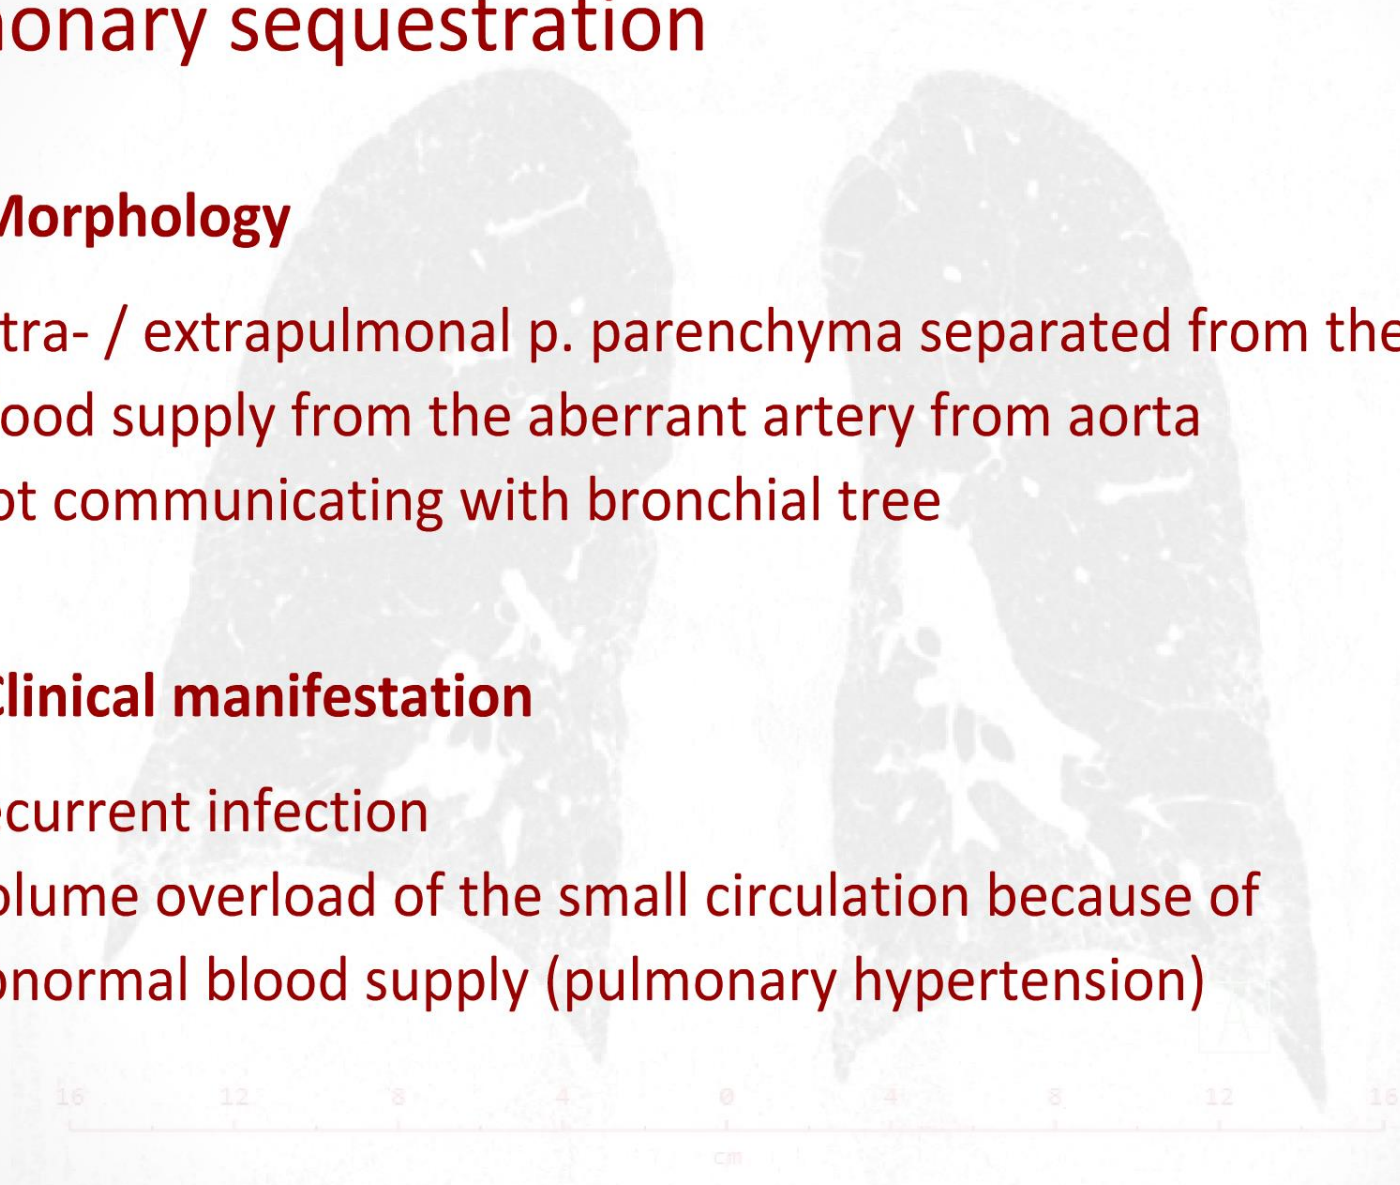 onary sequestration
Morphology
tra- / extrapulmonal p. parenchyma separated from the
ood supply from the aberrant artery from aorta
ot communicating with bronchial tree
Clinical manifestation
ecurrent infection
olume overload of the small circulation because of
bnormal blood supply (pulmonary hypertension)
A
16 12 8 4 0 4 8 12 16
cm